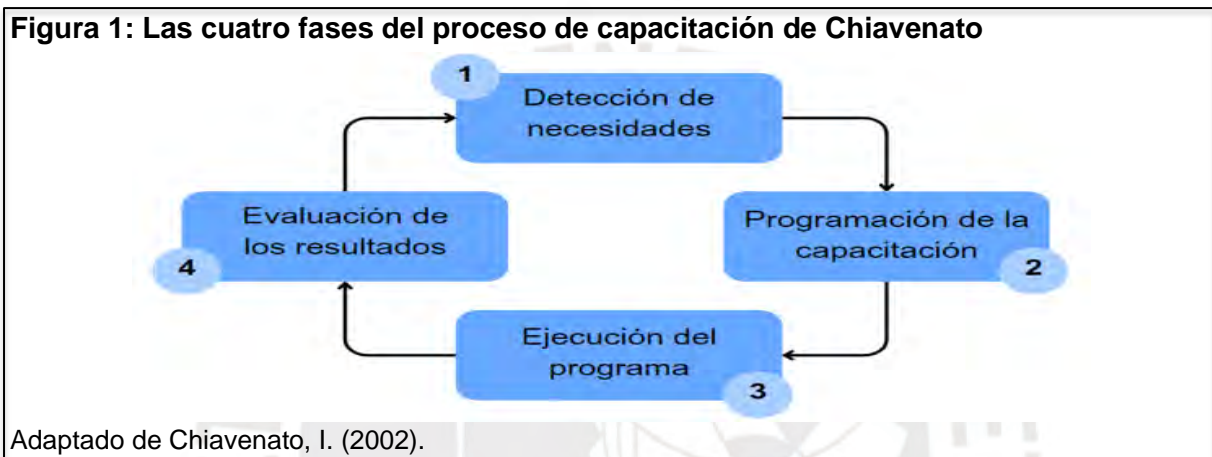 Figura 1: Las cuatro fases del proceso de capacitación de Chiavenato
1
Detección de
necesidades
Programación de la
capacitación
2
Ejecución del
programa
3
Evaluación de
los resultados
4
Adaptado de Chiavenato, I. (2002).